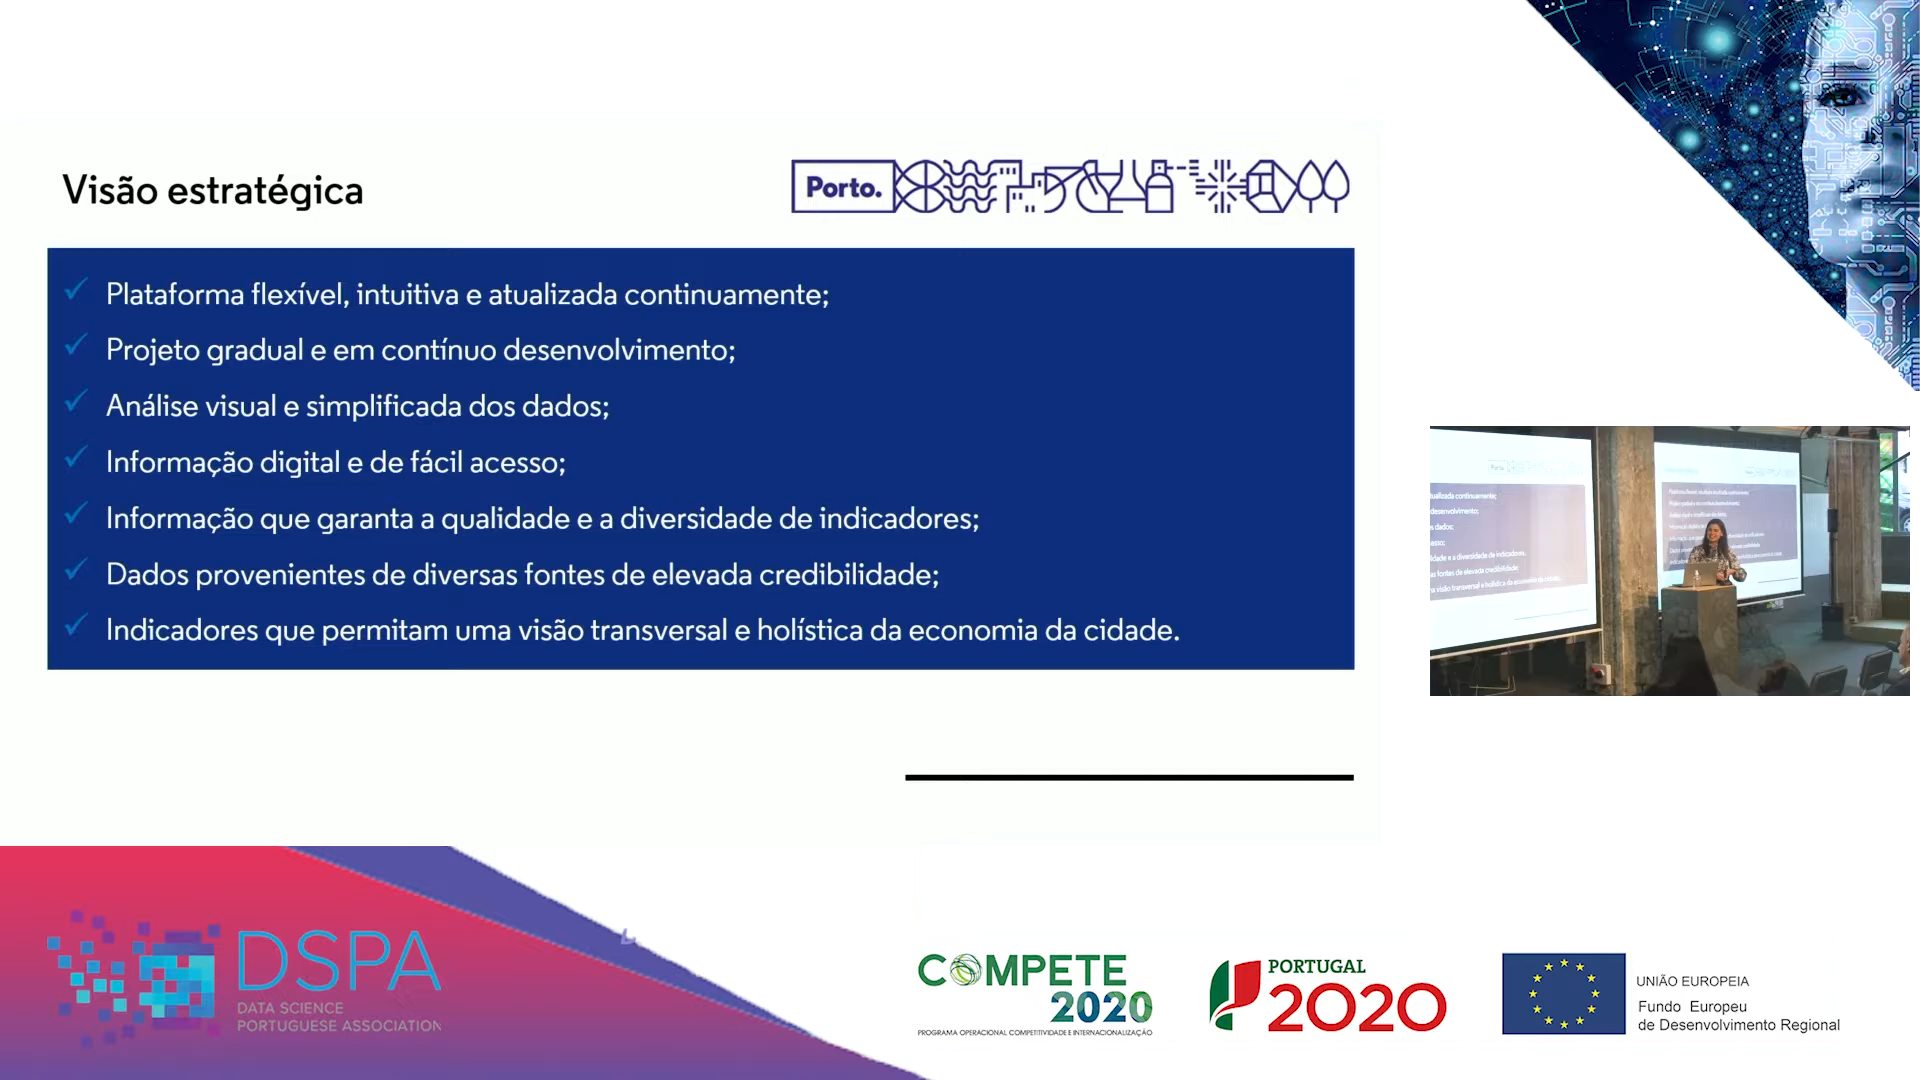 Visão estratégica
Porto.
Plataforma flexível, intuitiva e atualizada continuamente;
Projeto gradual e em contínuo desenvolvimento;
Análise visual e simplificada dos dados;
Informação digital e de fácil acesso;
Informação que garanta a qualidade e a diversidade de indicadores;
Dados provenientes de diversas fontes de elevada credibilidade;
Indicadores que permitam uma visão transversal e holística da economia da cidade.
DSPA
DATA SCIENCE
PORTUGUESE ASSOCIATION
COMPETE
2020
PROGRAMA OPERACIONAL COMPETITIVIDADE E INTERNACIONALIZAÇÃO
PORTUGAL
2020
UNIÃO EUROPEIA
Fundo Europeu
de Desenvolvimento Regional